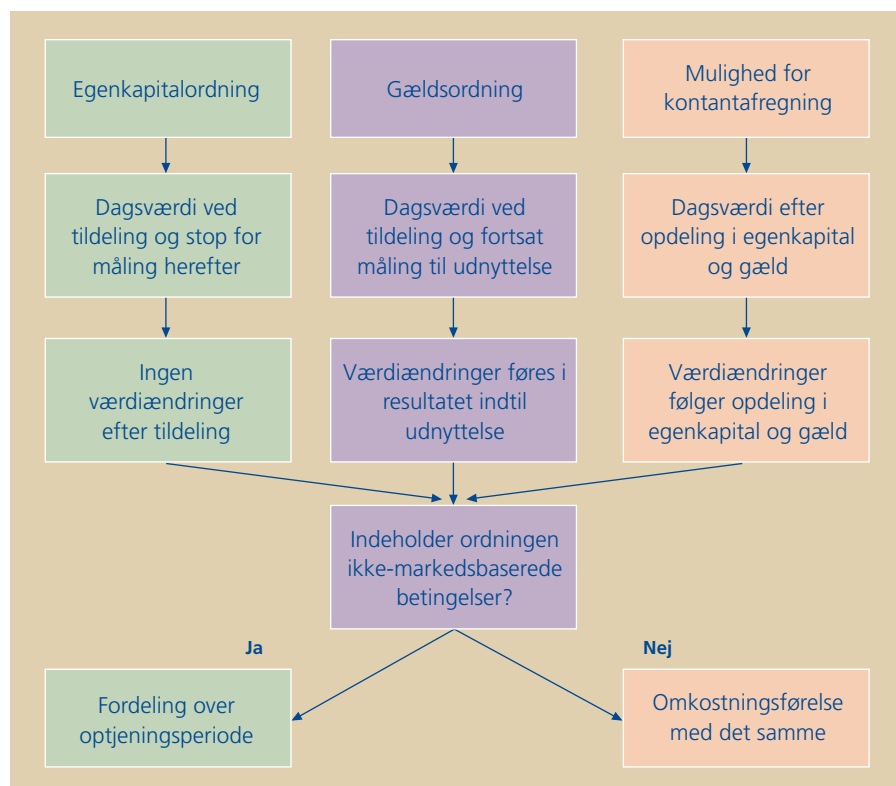 Egenkapitalordning
Gældsordning
Mulighed for
kontantafregning
Dagsværdi ved
tildeling og stop for
måling herefter
Dagsværdi ved
tildeling og fortsat
måling til udnyttelse
Dagsværdi efter
opdeling i egenkapital
og gæld
Ingen
værdiændringer
efter tildeling
Værdiændringer føres i
resultatet indtil
udnyttelse
Værdiændringer
følger opdeling i
egenkapital og gæld
Indeholder ordningen
ikke-markedsbaserede
betingelser?
Ja
Nej
Fordeling over
optjeningsperiode
Omkostningsførelse
med det samme